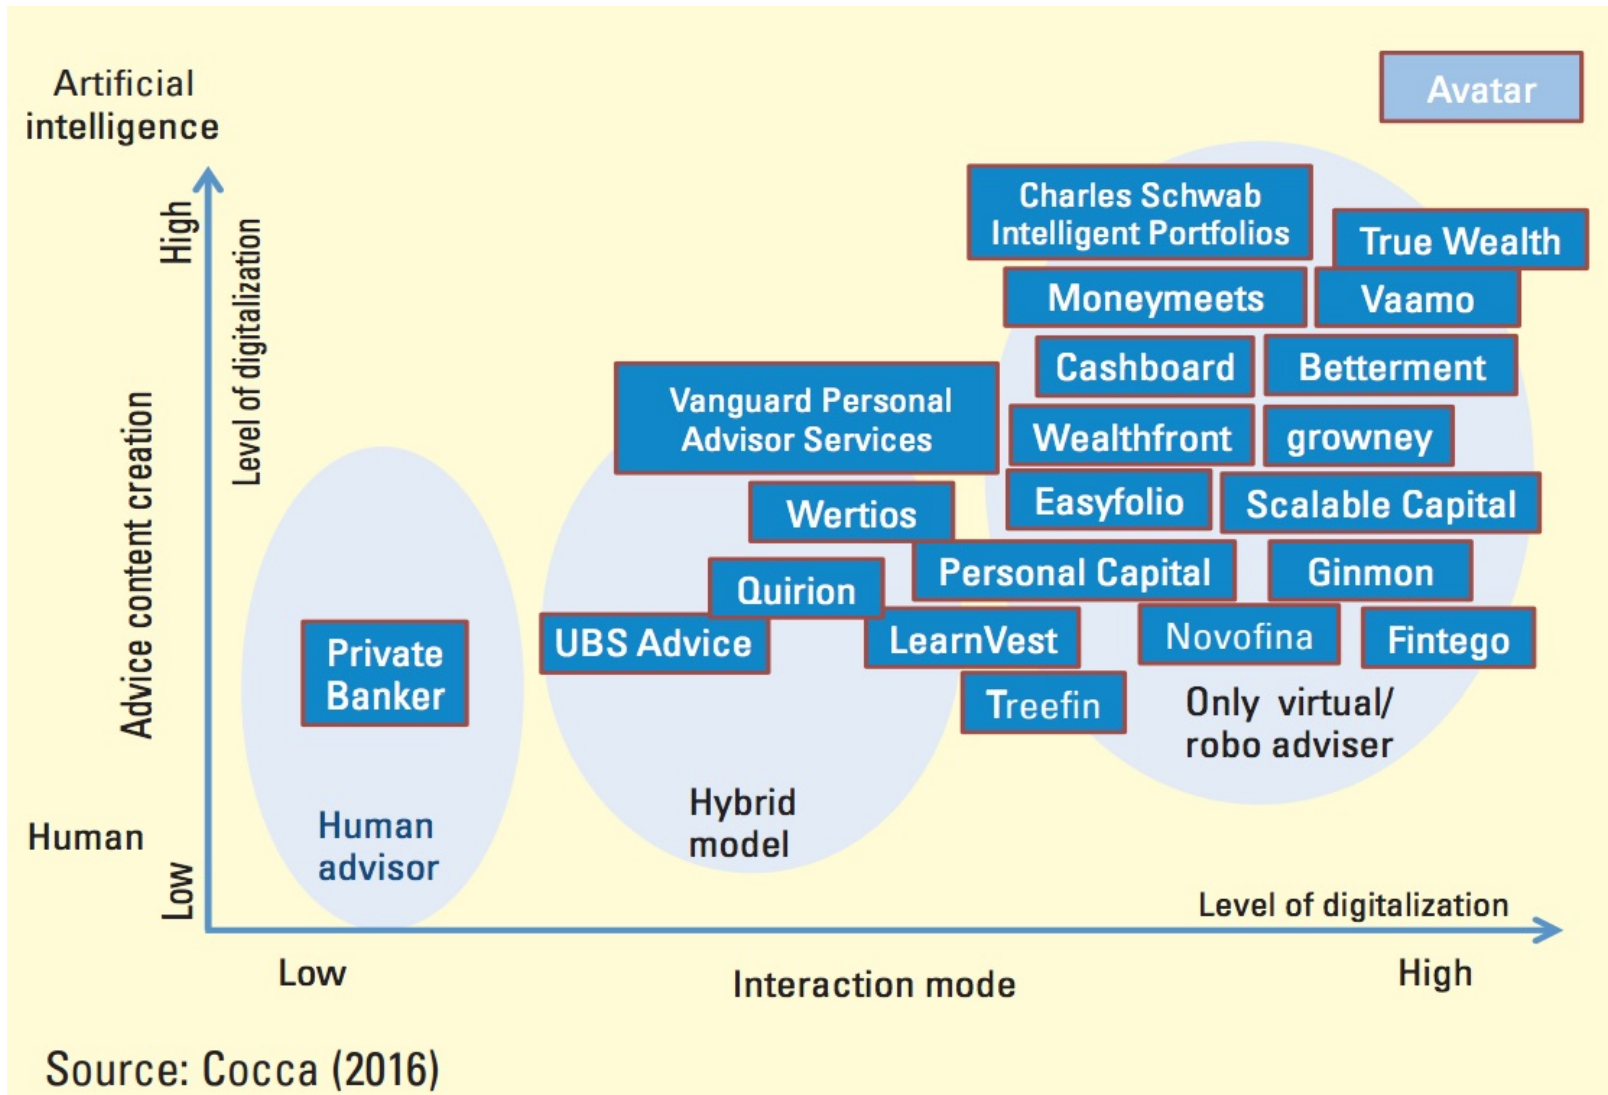 Artificial
intelligence
Avatar
High
Level of digitalization
Charles Schwab
Intelligent Portfolios
True Wealth
Moneymeets
Vaamo
Cashboard
Betterment
Vanguard Personal
Advisor Services
Wealthfront
growney
Easyfolio
Scalable Capital
Wertios
Advice content creation
Personal Capital
Ginmon
Quirion
UBS Advice
LearnVest
Novofina
Fintego
Private
Banker
Treefin
Only virtual/
robo adviser
Hybrid
model
Human
Human
advisor
Low
Level of digitalization
Low
Interaction mode
High
Source: Cocca (2016)